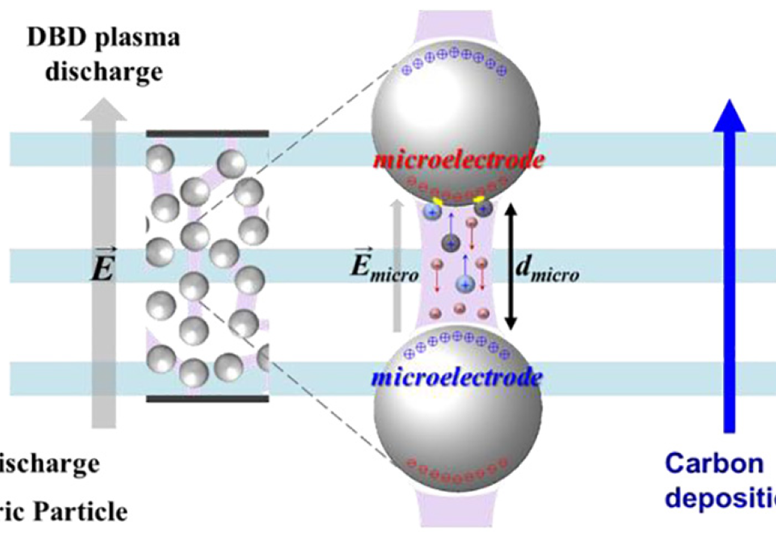 DBD plasma
discharge
E
microelectrode
E micro
d micro
microelectrode
ischarge
ric Particle
Carbon
depositi